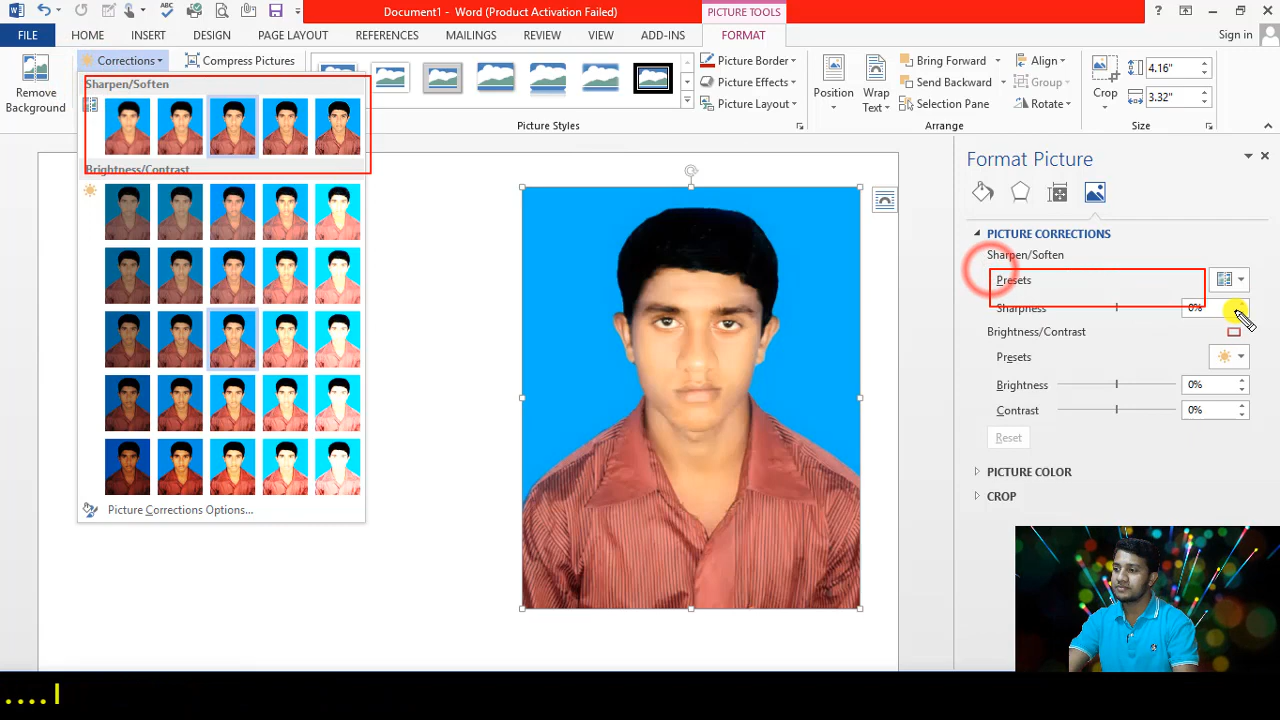 Document1 - Word (Product Activation Failed)
PICTURE TOOLS
?
FILE
HOME
INSERT
DESIGN
PAGE LAYOUT
REFERENCES
MAILINGS
REVIEW
VIEW
ADD-INS
FORMAT
Sign in
Remove
Background
Corrections
Compress Pictures
Picture Border
Picture Effects
Picture Layout
Position
Wrap
Text
Bring Forward
Send Backward
Selection Pane
Align
Group
Rotate
Crop
4.16"
3.32"
Picture Styles
Arrange
Size
Sharpen/Soften
Brightness/Contrast
Picture Corrections Options...
Format Picture
PICTURE CORRECTIONS
Sharpen/Soften
Presets
Sharpness
0%
Brightness/Contrast
Presets
Brightness
0%
Contrast
0%
Reset
PICTURE COLOR
CROP
....